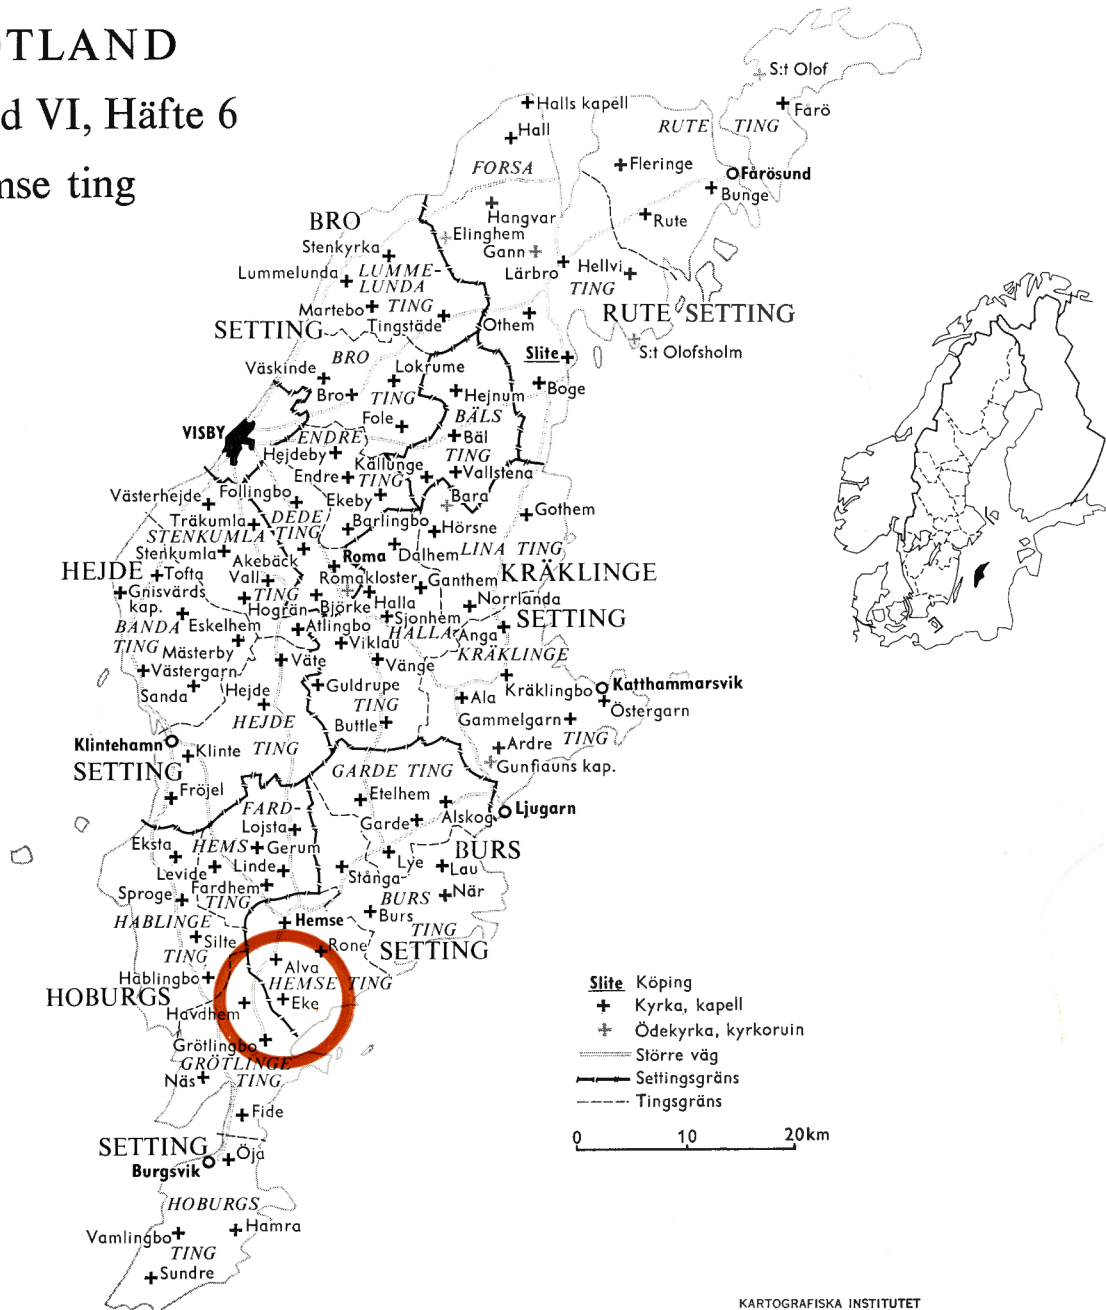 OTLAND
d VI, Häfte 6
mse ting
S:t Olof
Fårö
Halls kapell
Hall
RUTE TING
FORSA
Fleringe
Fårösund
Bunge
Hangvar
Rute
BRO
Elinghem
Stenkyrka
Gann
Lummelunda
LUMME-
LUNDA
TING
Lärbro
Hellvi
TING
Martebo
Tingstäde
Othem
RUTE SETTING
SETTING
S:t Olofsholm
Slite
BRO
Väskinde
Lokrume
Boge
Bro
TING
Hejnum
Fole
BÄLS
VISBY
ENDRE
Bäl
Hejdeby
TING
Källunge
Endre
TING
Vallstena
Västerhejde
Follingbo
Ekeby
Bara
Gothem
Träkumla
DEDE
Barlingbo
Hörsne
STENKUMLA
TING
Stenkumla
Akebäck
Roma
Dalhem
LINA TING
HEJDE
Tofta
Vall
Romakloster
Ganthem
KRÄKLINGE
Gnisvärds
kap.
TING
Hogrän
Björke
Halla
Norrlanda
SETTING
BANDA
Eskelhem
Atlingbo
Sjonhem
HALLA
Anga
TING
Mästerby
Viklau
KRÄKLINGE
Västergarn
Väte
Vänge
Sanda
Hejde
Guldrupe
Ala
Kräklingbo
Katthammarsvik
TING
Östergarn
HEJDE
Buttle
Gammelgarn
Klintehamn
Klinte
TING
Ardre
TING
SETTING
GARDE TING
Gunfiauns kap.
Fröjel
Etelhem
FARD-
Lojsta
Garde
Alskog
Ljugarn
Eksta
HEMS
Gerum
BURS
Levide
Linde
Lye
Lau
Fardhem
Stånga
Sproge
TING
BURS
När
HABLINGE
Hemse
Burs
TING
Silte
Rone
SETTING
TING
Alva
Hablingbo
HEMSE TING
HOBURGS
Havdhem
Eke
Grötlingbo
GRÖTLINGE
Näs
TING
Fide
SETTING
Öja
Burgsvik
HOBURGS
Vamlingbo
Hamra
TING
Sundre
Slite Köping
Kyrka, kapell
Ödekyrka, kyrkoruin
Större väg
Settingsgräns
Tingsgräns
0 10 20km
KARTOGRAFISKA INSTITUTET